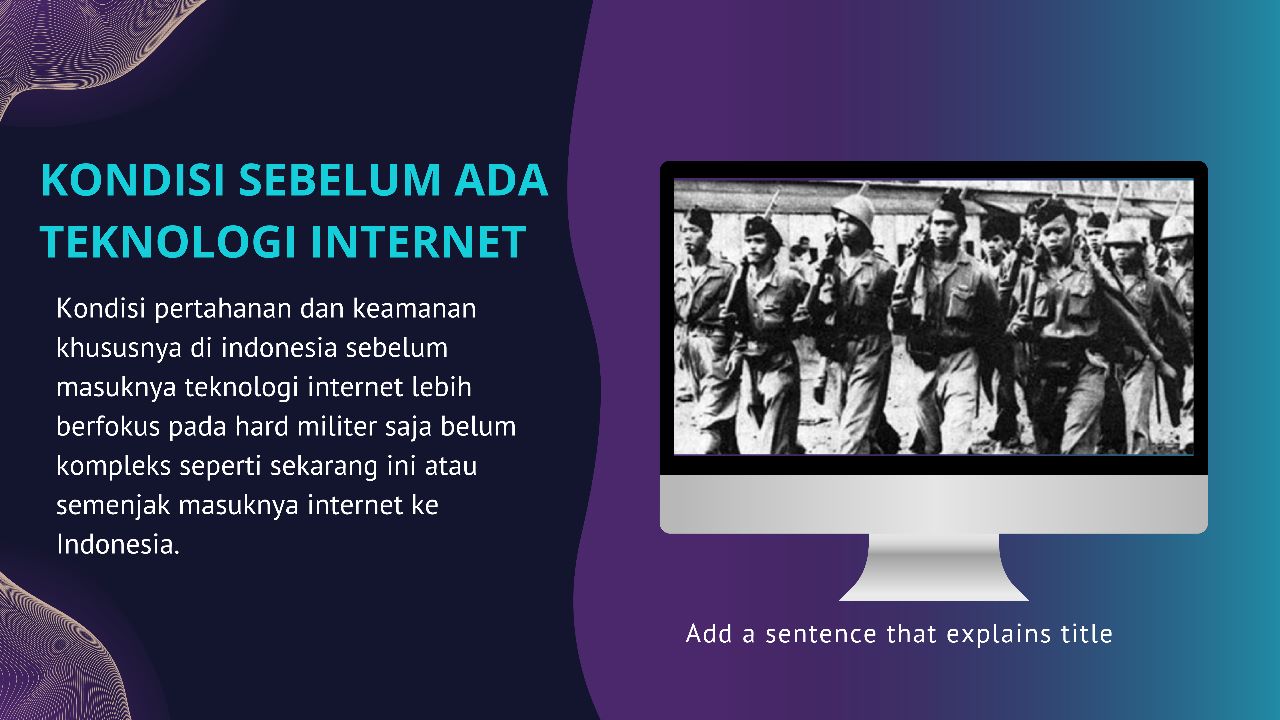 KONDISI SEBELUM ADA
TEKNOLOGI INTERNET
Kondisi pertahanan dan keamanan
khususnya di indonesia sebelum
masuknya teknologi internet lebih
berfokus pada hard militer saja belum
kompleks seperti sekarang ini atau
semenjak masuknya internet ke
Indonesia.
Add a sentence that explains title